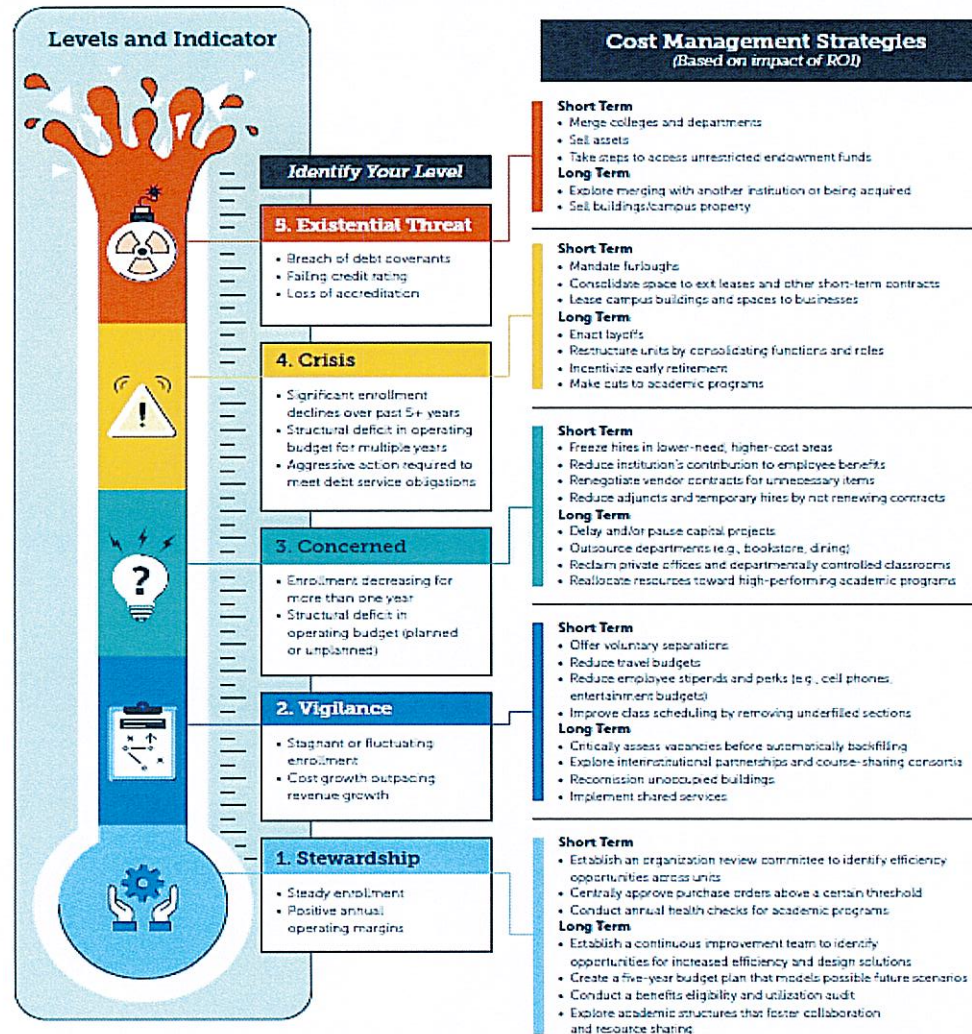 Levels and Indicator
Identify Your Level
5. Existential Threat
• Breach of debt covenants
• Failing credit rating
• Loss of accreditation
4. Crisis
• Significant enrollment
declines over past 5+ years
• Structural deficit in operating
budget for multiple years
• Aggressive action required to
meet debt service obligations
3. Concerned
• Enrollment decreasing for
more than one year
• Structural deficit in
operating budget (planned
or unplanned)
2. Vigilance
• Stagnant or fluctuating
enrollment
• Cost growth outpacing
revenue growth
1. Stewardship
• Steady enrollment
• Positive annual
operating margins
Cost Management Strategies
(Based on impact of ROI)
Short Term
• Merge colleges and departments
• Sell assets
• Take steps to access unrestricted endowment funds
Long Term
• Explore merging with another institution or being acquired
• Sell buildings/campus property
Short Term
• Mandate furloughs
• Consolidate space to exit leases and other short-term contracts
• Lease campus buildings and spaces to businesses
Long Term
• Enact layoffs
• Restructure units by consolidating functions and roles
• Incentivize early retirement
• Make cuts to academic programs
Short Term
• Freeze hires in lower-need, higher-cost areas
• Reduce institution's contribution to employee benefits
• Renegotiate vendor contracts for unnecessary items
• Reduce adjuncts and temporary hires by not renewing contracts
Long Term
• Delay and/or pause capital projects
• Outsource departments (e.g., bookstore, dining)
• Reclaim private offices and departmentally controlled classrooms
• Reallocate resources toward high-performing academic programs
Short Term
• Offer voluntary separations
• Reduce travel budgets
• Reduce employee stipends and perks (e.g., cell phones,
entertainment budgets)
• Improve class scheduling by removing underfilled sections
Long Term
• Critically assess vacancies before automatically backfilling
• Explore interinstitutional partnerships and course-sharing consortia
• Recomission unoccupied buildings
• Implement shared services
Short Term
• Establish an organization review committee to identify efficiency
opportunities across units
• Centrally approve purchase orders above a certain threshold
• Conduct annual health checks for academic programs
Long Term
• Establish a continuous improvement team to identify
opportunities for increased efficiency and design solutions
• Create a five-year budget plan that models possible future scenarios
• Conduct a benefits eligibility and utilization audit
• Explore academic structures that foster collaboration
and resource sharing